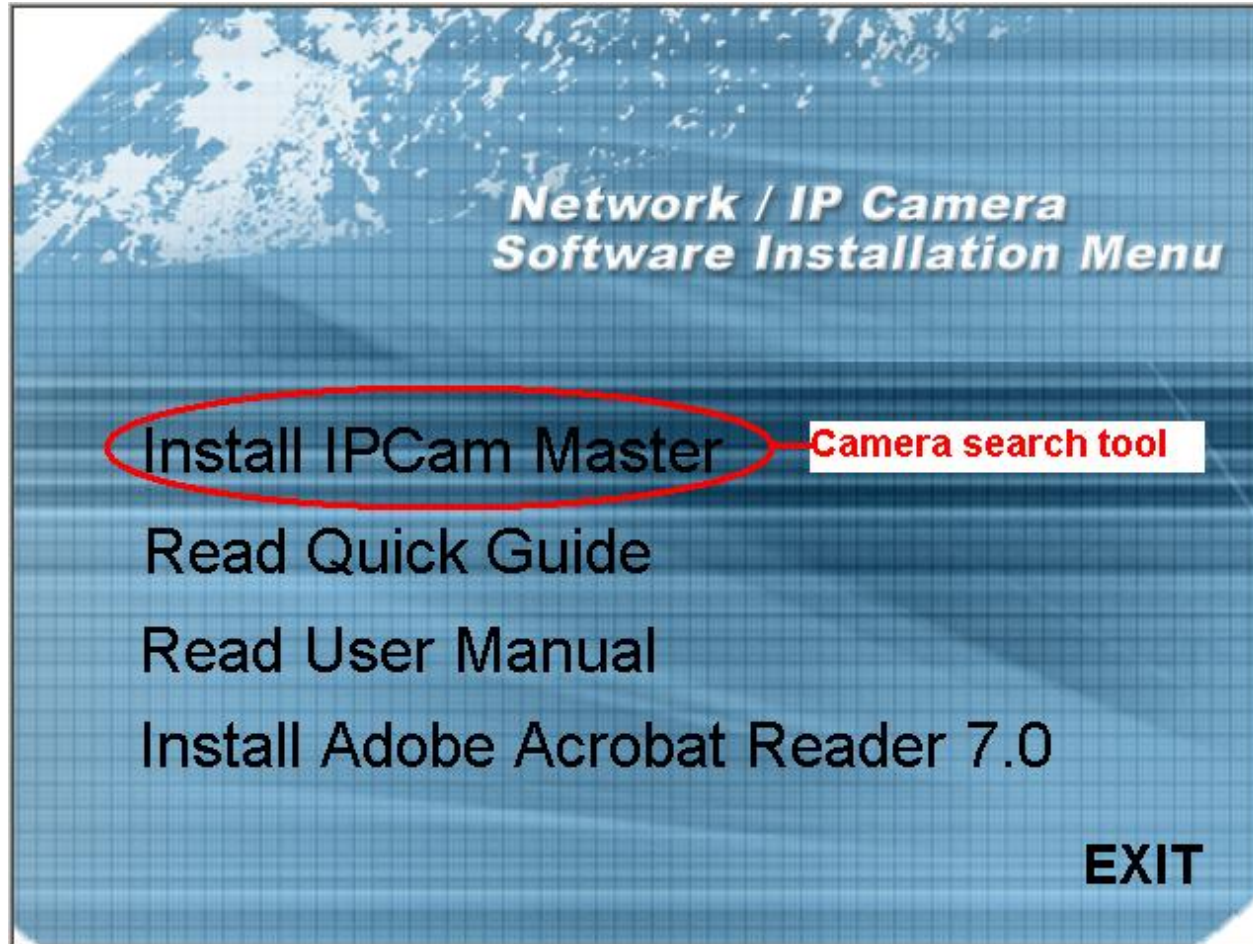 Network / IP Camera
Software Installation Menu
Install IPCam Master
Camera search tool
Read Quick Guide
Read User Manual
Install Adobe Acrobat Reader 7.0
EXIT